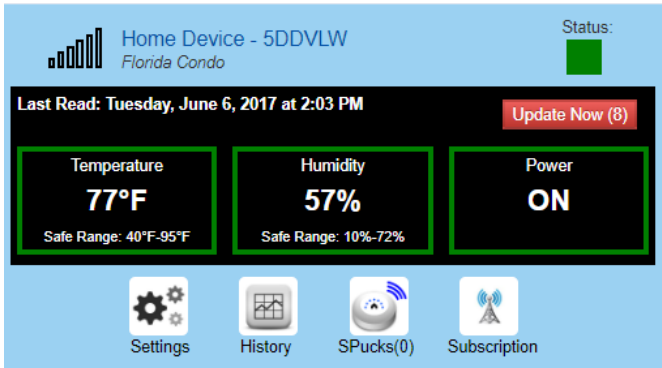 Home Device - 5DDVLW
Florida Condo
Status:
Last Read: Tuesday, June 6, 2017 at 2:03 PM
Update Now (8)
Temperature
77°F
Safe Range: 40°F-95°F
Humidity
57%
Safe Range: 10%-72%
Power
ON
Settings
History
SPucks(0)
Subscription